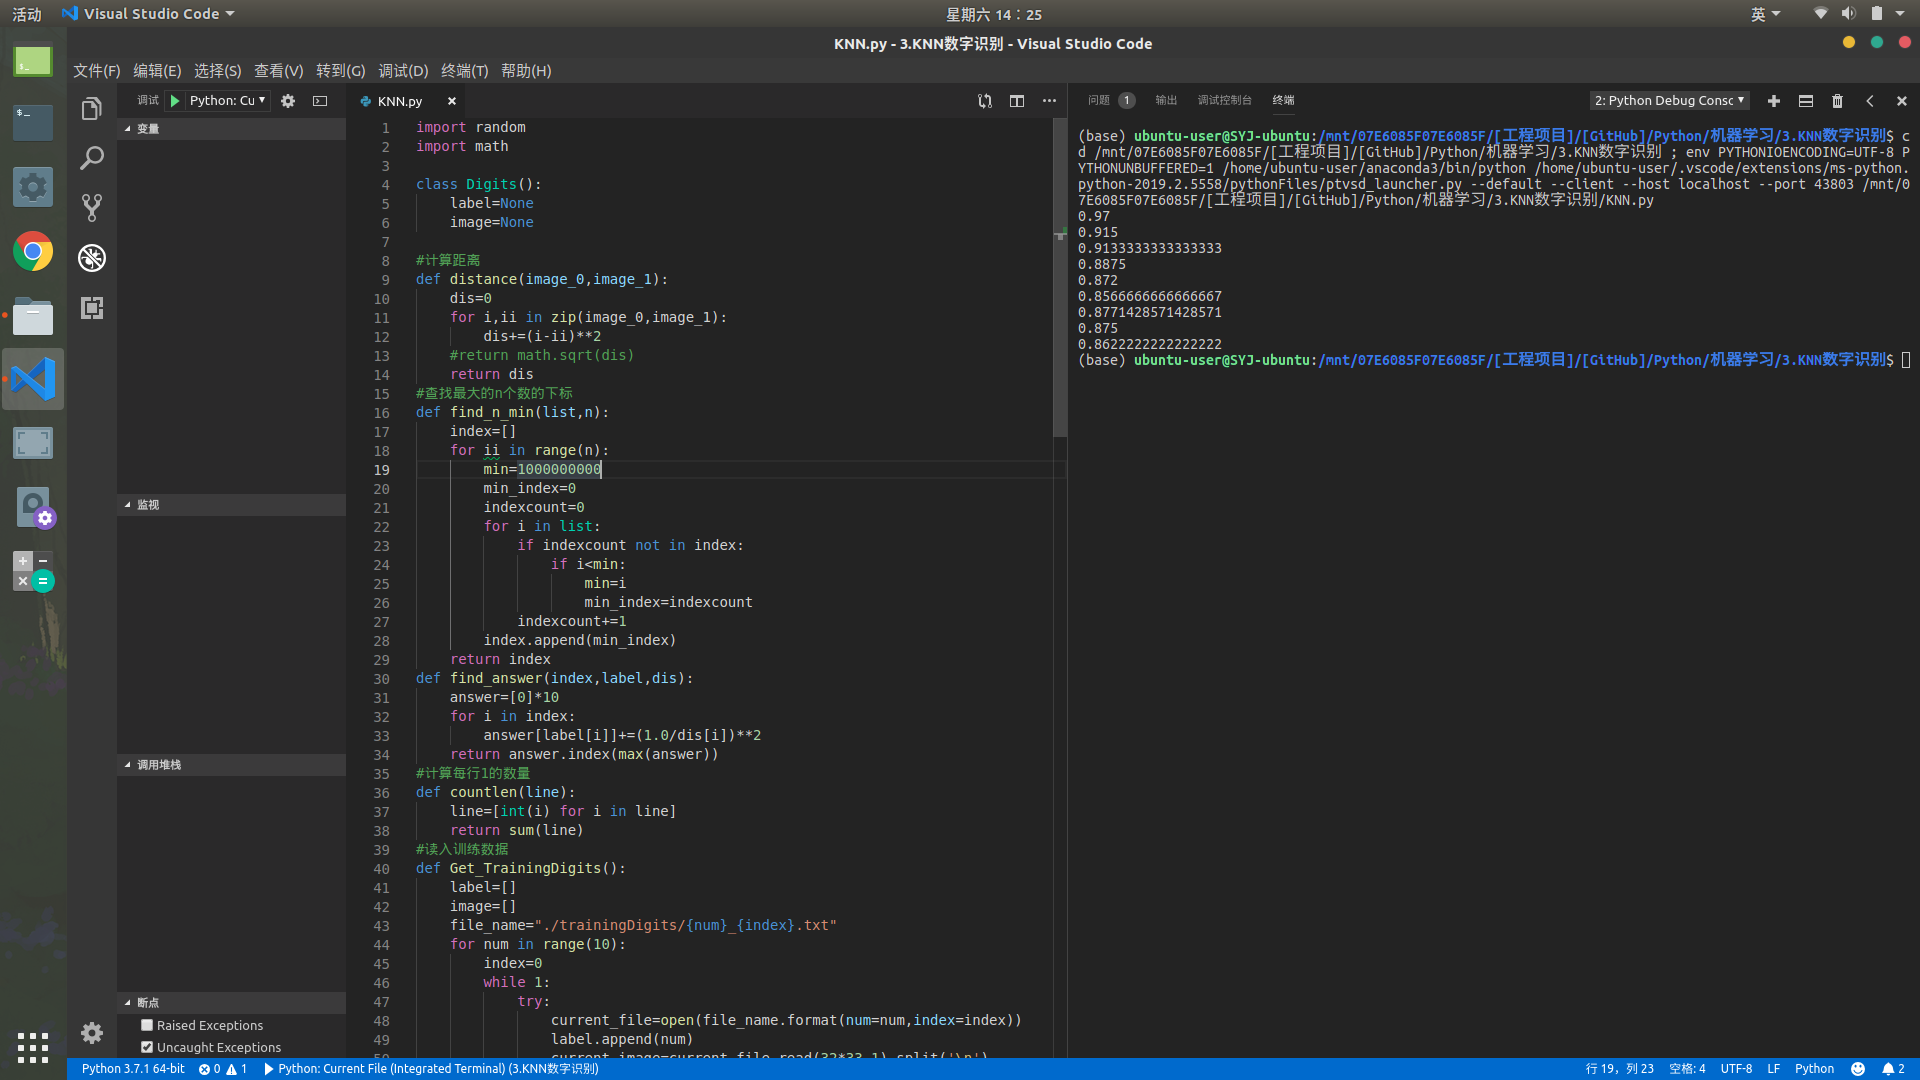 活动 Visual Studio Code 星期六 14：25 英
KNN.py - 3.KNN数字识别 - Visual Studio Code
文件(F) 编辑(E) 选择(S) 查看(V) 转到(G) 调试(D) 终端(T) 帮助(H)
调试 Python: Cu
变量
监视
调用堆栈
断点
Raised Exceptions
Uncaught Exceptions
KNN.py
1 import random
2 import math
3
4 class Digits():
5 label=None
6 image=None
7
8 #计算距离
9 def distance(image_0,image_1):
10 dis=0
11 for i,ii in zip(image_0,image_1):
12 dis+=(i-ii)**2
13 #return math.sqrt(dis)
14 return dis
15 #查找最大的n个数的下标
16 def find_n_min(list,n):
17 index=[]
18 for ii in range(n):
19 min=1000000000
20 min_index=0
21 indexcount=0
22 for i in list:
23 if indexcount not in index:
24 if i<min:
25 min=i
26 min_index=indexcount
27 indexcount+=1
28 index.append(min_index)
29 return index
30 def find_answer(index,label,dis):
31 answer=[0]*10
32 for i in index:
33 answer[label[i]]+=(1.0/dis[i])**2
34 return answer.index(max(answer))
35 #计算每行1的数量
36 def countlen(line):
37 line=[int(i) for i in line]
38 return sum(line)
39 #读入训练数据
40 def Get_TrainingDigits():
41 label=[]
42 image=[]
43 file_name="./trainingDigits/{num}_{index}.txt"
44 for num in range(10):
45 index=0
46 while 1:
47 try:
48 current_file=open(file_name.format(num=num,index=index))
49 label.append(num)
50 current_image=current_file.read(32*33-1).split('\n')
问题 1 输出 调试控制台 终端 2: Python Debug Consc
(base) ubuntu-user@SYJ-ubuntu:/mnt/07E6085F07E6085F/[工程项目]/[GitHub]/Python/机器学习/3.KNN数字识别$ c
d /mnt/07E6085F07E6085F/[工程项目]/[GitHub]/Python/机器学习/3.KNN数字识别 ; env PYTHONIOENCODING=UTF-8 P
YTHONUNBUFFERED=1 /home/ubuntu-user/anaconda3/bin/python /home/ubuntu-user/.vscode/extensions/ms-python.
python-2019.2.5558/pythonFiles/ptvsd_launcher.py --default --client --host localhost --port 43803 /mnt/0
7E6085F07E6085F/[工程项目]/[GitHub]/Python/机器学习/3.KNN数字识别/KNN.py
0.97
0.915
0.9133333333333333
0.8875
0.872
0.8566666666666667
0.8771428571428571
0.875
0.8622222222222222
(base) ubuntu-user@SYJ-ubuntu:/mnt/07E6085F07E6085F/[工程项目]/[GitHub]/Python/机器学习/3.KNN数字识别$
Python 3.7.1 64-bit 0 1 Python: Current File (Integrated Terminal) (3.KNN数字识别) 行 19，列 23 空格: 4 UTF-8 LF Python 2